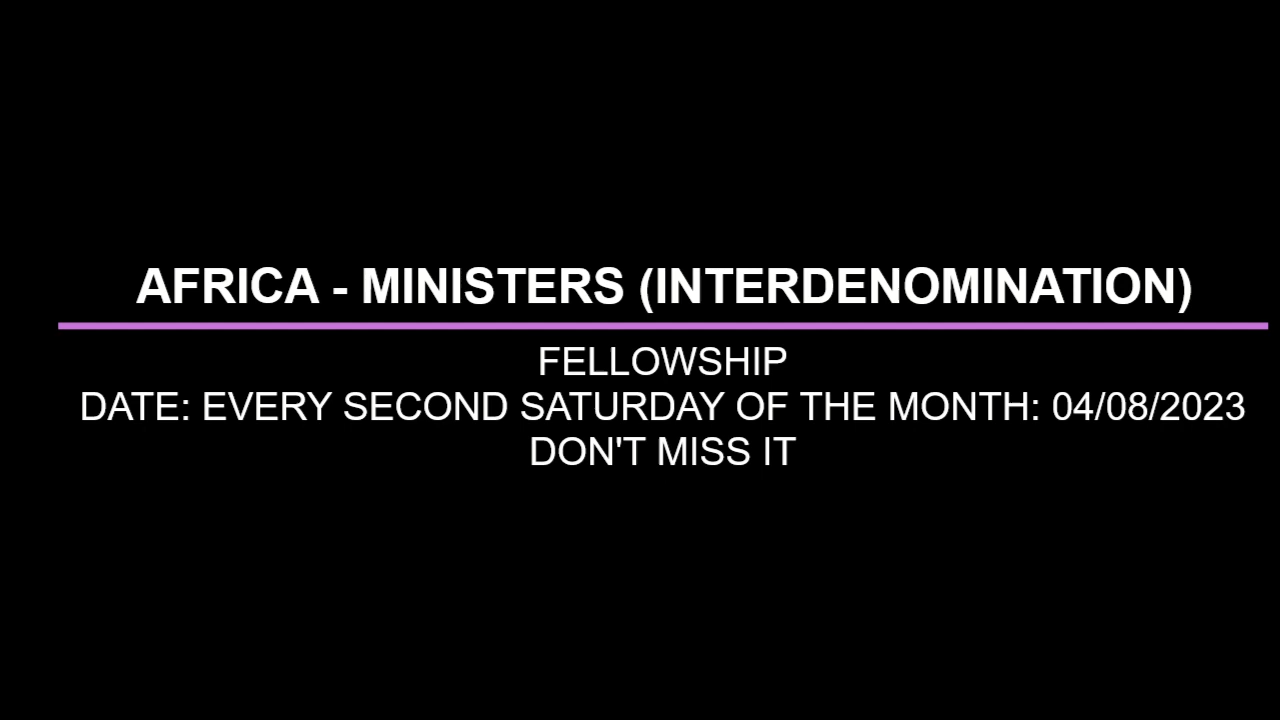 AFRICA - MINISTERS (INTERDENOMINATION)
FELLOWSHIP
DATE: EVERY SECOND SATURDAY OF THE MONTH: 04/08/2023
DON'T MISS IT